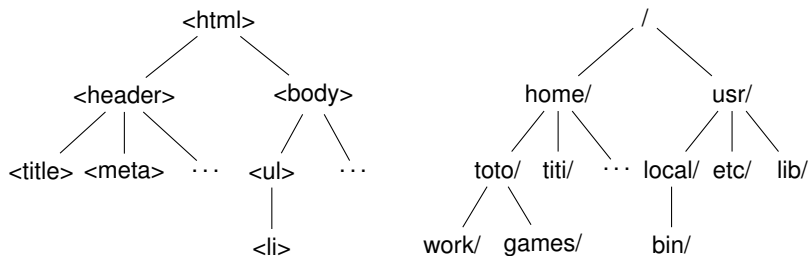 <html> /
<header> <body> home/ usr/
<title> <meta> ··· <ul> ··· toto/ titi/ ··· local/ etc/ lib/
<li> work/ games/ bin/